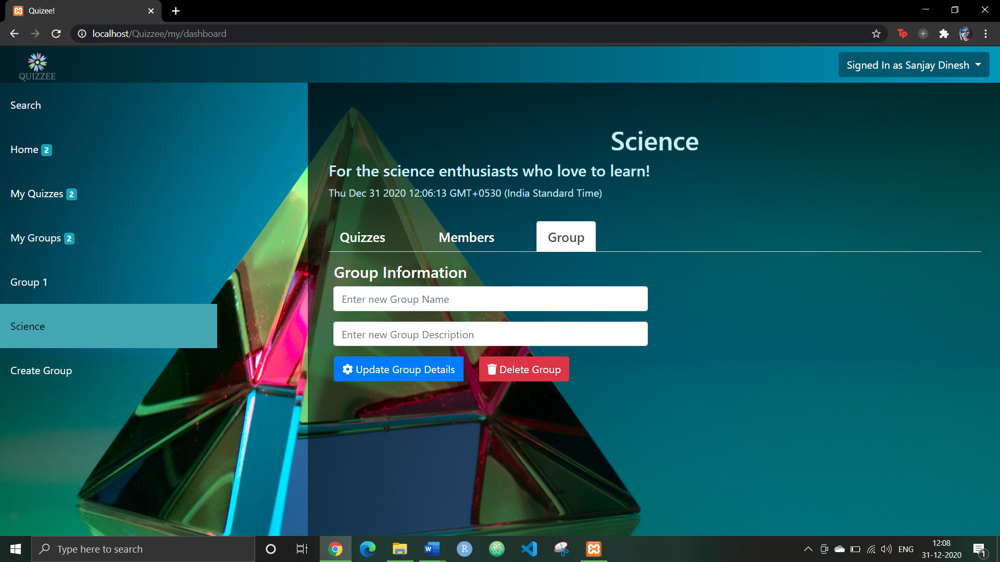 Quizee!
localhost/Quizzee/my/dashboard
Tp
QUIZZEE
Signed In as Sanjay Dinesh
Search
Home 2
My Quizzes 2
My Groups 2
Group 1
Science
Create Group
Science
For the science enthusiasts who love to learn!
Thu Dec 31 2020 12:06:13 GMT+0530 (India Standard Time)
Quizzes Members Group
Group Information
Enter new Group Name
Enter new Group Description
Update Group Details Delete Group
Type here to search
W
R
ENG
12:08
31-12-2020
1